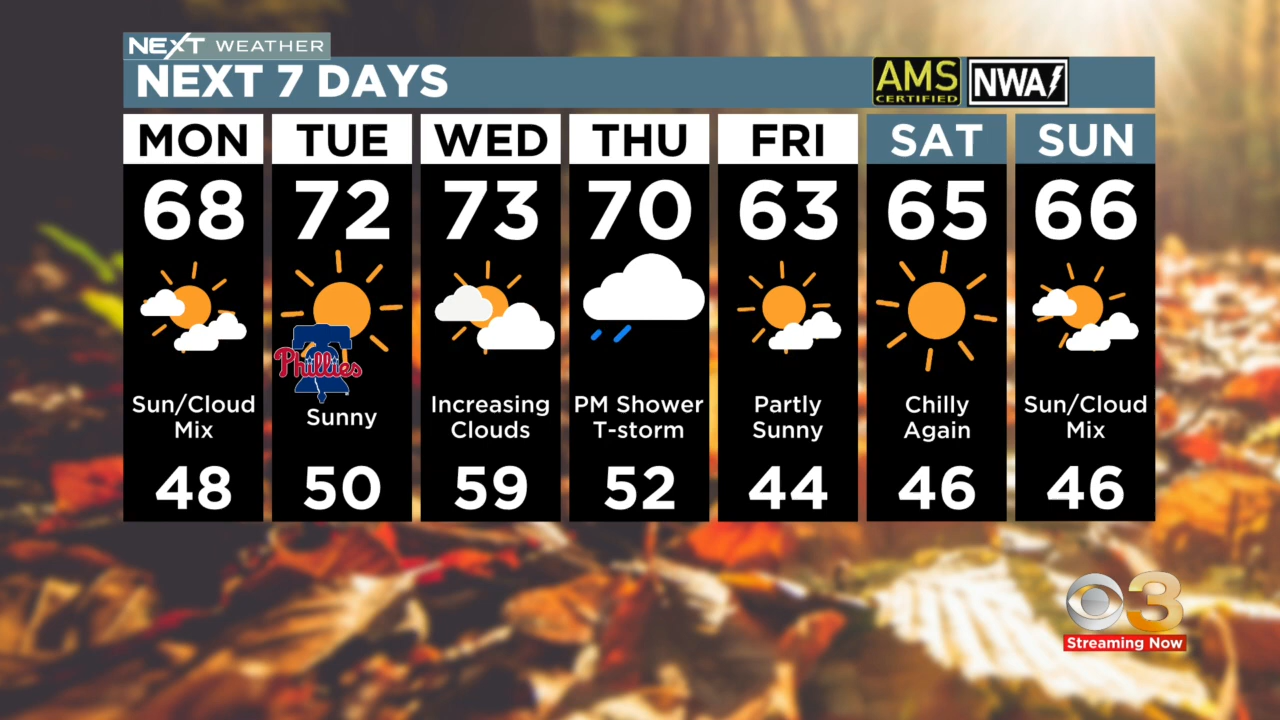 NEXT WEATHER
NEXT 7 DAYS
AMS
CERTIFIED
NWA
MON
68
Sun/Cloud
Mix
48
TUE
72
Phillies
Sunny
50
WED
73
Increasing
Clouds
59
THU
70
PM Shower
T-storm
52
FRI
63
Partly
Sunny
44
SAT
65
Chilly
Again
46
SUN
66
Sun/Cloud
Mix
46
3
Streaming Now